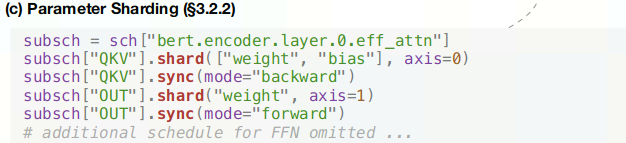 (c) Parameter Sharding (§3.2.2)
subsch = sch["bert.encoder.layer.0.eff_attn"]
subsch["QKV"].shard(["weight", "bias"], axis=0)
subsch["QKV"].sync(mode="backward")
subsch["OUT"].shard("weight", axis=1)
subsch["OUT"].sync(mode="forward")
# additional schedule for FFN omitted ...